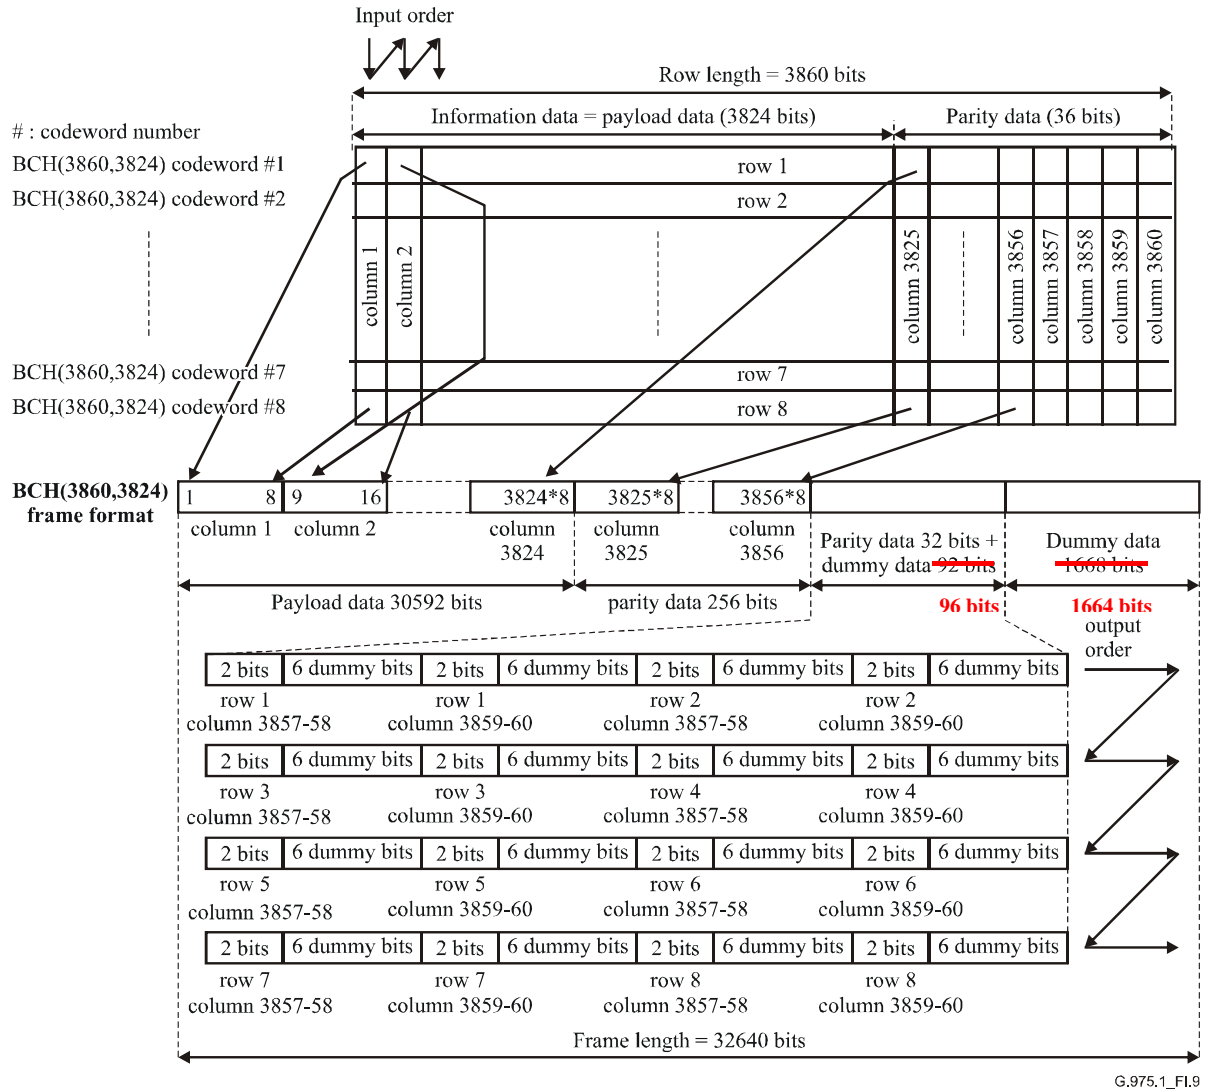 Input order
Row length = 3860 bits
Information data = payload data (3824 bits)
Parity data (36 bits)
# : codeword number
BCH(3860,3824) codeword #1
row 1
BCH(3860,3824) codeword #2
row 2
column 1
column 2
column 3825
column 3856
column 3857
column 3858
column 3859
column 3860
BCH(3860,3824) codeword #7
row 7
BCH(3860,3824) codeword #8
row 8
BCH(3860,3824)
frame format
1 8 9 16 3824*8 3825*8 3856*8
column 1
column 2
column
3824
column
3825
column
3856
Parity data 32 bits +
dummy data 92 bits
Dummy data
1668 bits
Payload data 30592 bits
parity data 256 bits
96 bits
1664 bits
output
order
2 bits 6 dummy bits 2 bits 6 dummy bits 2 bits 6 dummy bits 2 bits 6 dummy bits
row 1 row 1 row 2 row 2
column 3857-58 column 3859-60 column 3857-58 column 3859-60
2 bits 6 dummy bits 2 bits 6 dummy bits 2 bits 6 dummy bits 2 bits 6 dummy bits
row 3 row 3 row 4 row 4
column 3857-58 column 3859-60 column 3857-58 column 3859-60
2 bits 6 dummy bits 2 bits 6 dummy bits 2 bits 6 dummy bits 2 bits 6 dummy bits
row 5 row 5 row 6 row 6
column 3857-58 column 3859-60 column 3857-58 column 3859-60
2 bits 6 dummy bits 2 bits 6 dummy bits 2 bits 6 dummy bits 2 bits 6 dummy bits
row 7 row 7 row 8 row 8
column 3857-58 column 3859-60 column 3857-58 column 3859-60
Frame length = 32640 bits
G.975.1_FI.9